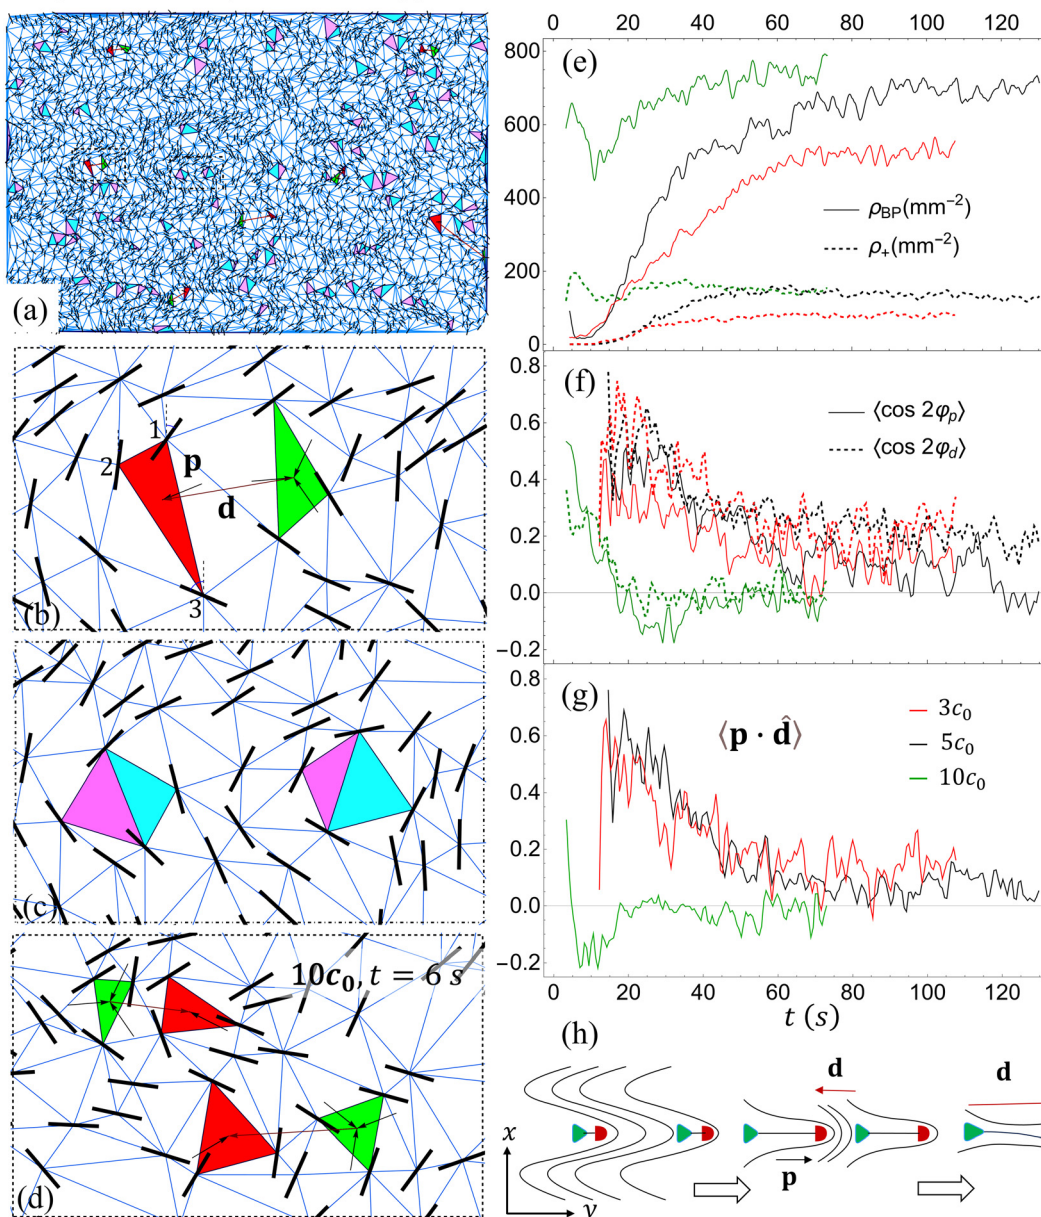 (a)
(b)
1
2
3
p
d
(c)
(d)
10c₀, t = 6 s
0 20 40 60 80 100 120
(e)
800
600
400
200
0
ρ_BP(mm⁻²)
ρ₊(mm⁻²)
(f)
0.8
0.6
0.4
0.2
0.0
−0.2
⟨cos 2φ_p⟩
⟨cos 2φ_d⟩
(g)
0.8
0.6
0.4
0.2
0.0
−0.2
⟨p · d̂⟩
3c₀
5c₀
10c₀
0 20 40 60 80 100 120
t (s)
(h)
d
d
p
x
y